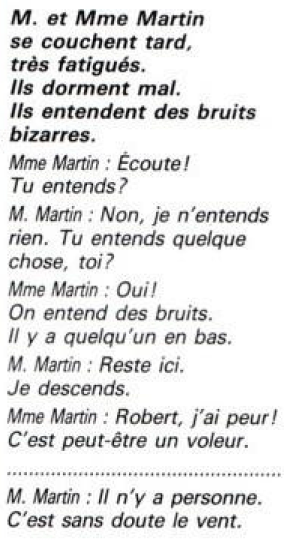 M. et Mme Martin
se couchent tard,
très fatigués.
Ils dorment mal.
Ils entendent des bruits
bizarres.
Mme Martin : Écoute!
Tu entends?
M. Martin : Non, je n'entends
rien. Tu entends quelque
chose, toi?
Mme Martin : Oui!
On entend des bruits.
Il y a quelqu'un en bas.
M. Martin : Reste ici.
Je descends.
Mme Martin : Robert, j'ai peur!
C'est peut-être un voleur.
..........................................
M. Martin : Il n'y a personne.
C'est sans doute le vent.